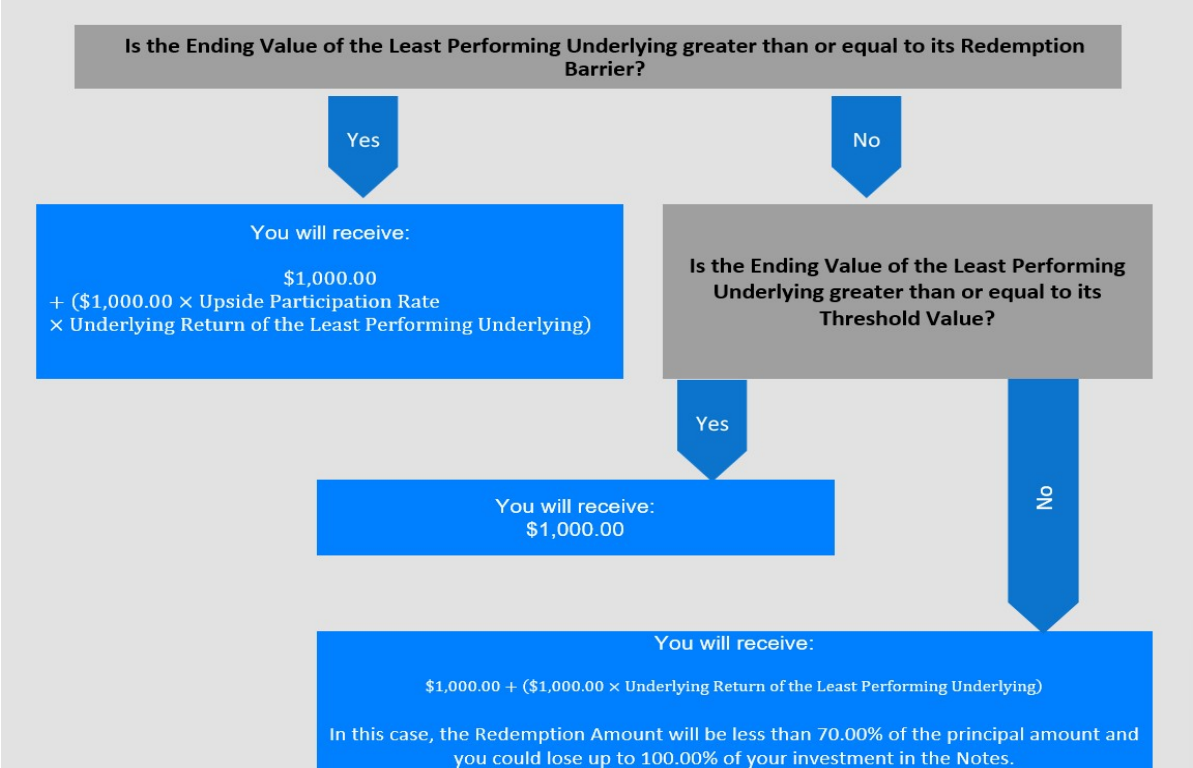 Is the Ending Value of the Least Performing Underlying greater than or equal to its Redemption
Barrier?
Yes
No
You will receive:
$1,000.00
+ ($1,000.00 × Upside Participation Rate
× Underlying Return of the Least Performing Underlying)
Is the Ending Value of the Least Performing
Underlying greater than or equal to its
Threshold Value?
Yes
No
You will receive:
$1,000.00
You will receive:
$1,000.00 + ($1,000.00 × Underlying Return of the Least Performing Underlying)
In this case, the Redemption Amount will be less than 70.00% of the principal amount and
you could lose up to 100.00% of your investment in the Notes.